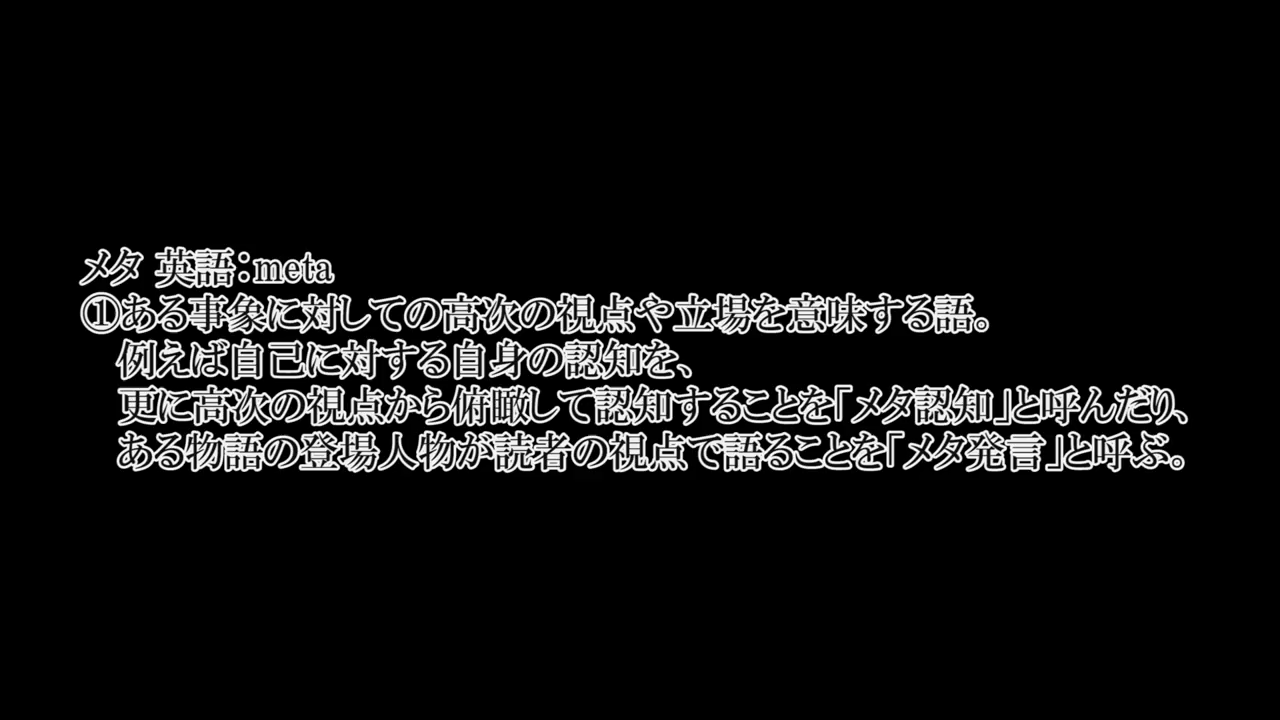 メタ 英語：meta
①ある事象に対しての高次の視点や立場を意味する語。
例えば自己に対する自身の認知を、
更に高次の視点から俯瞰して認知することを「メタ認知」と呼んだり、
ある物語の登場人物が読者の視点で語ることを「メタ発言」と呼ぶ。